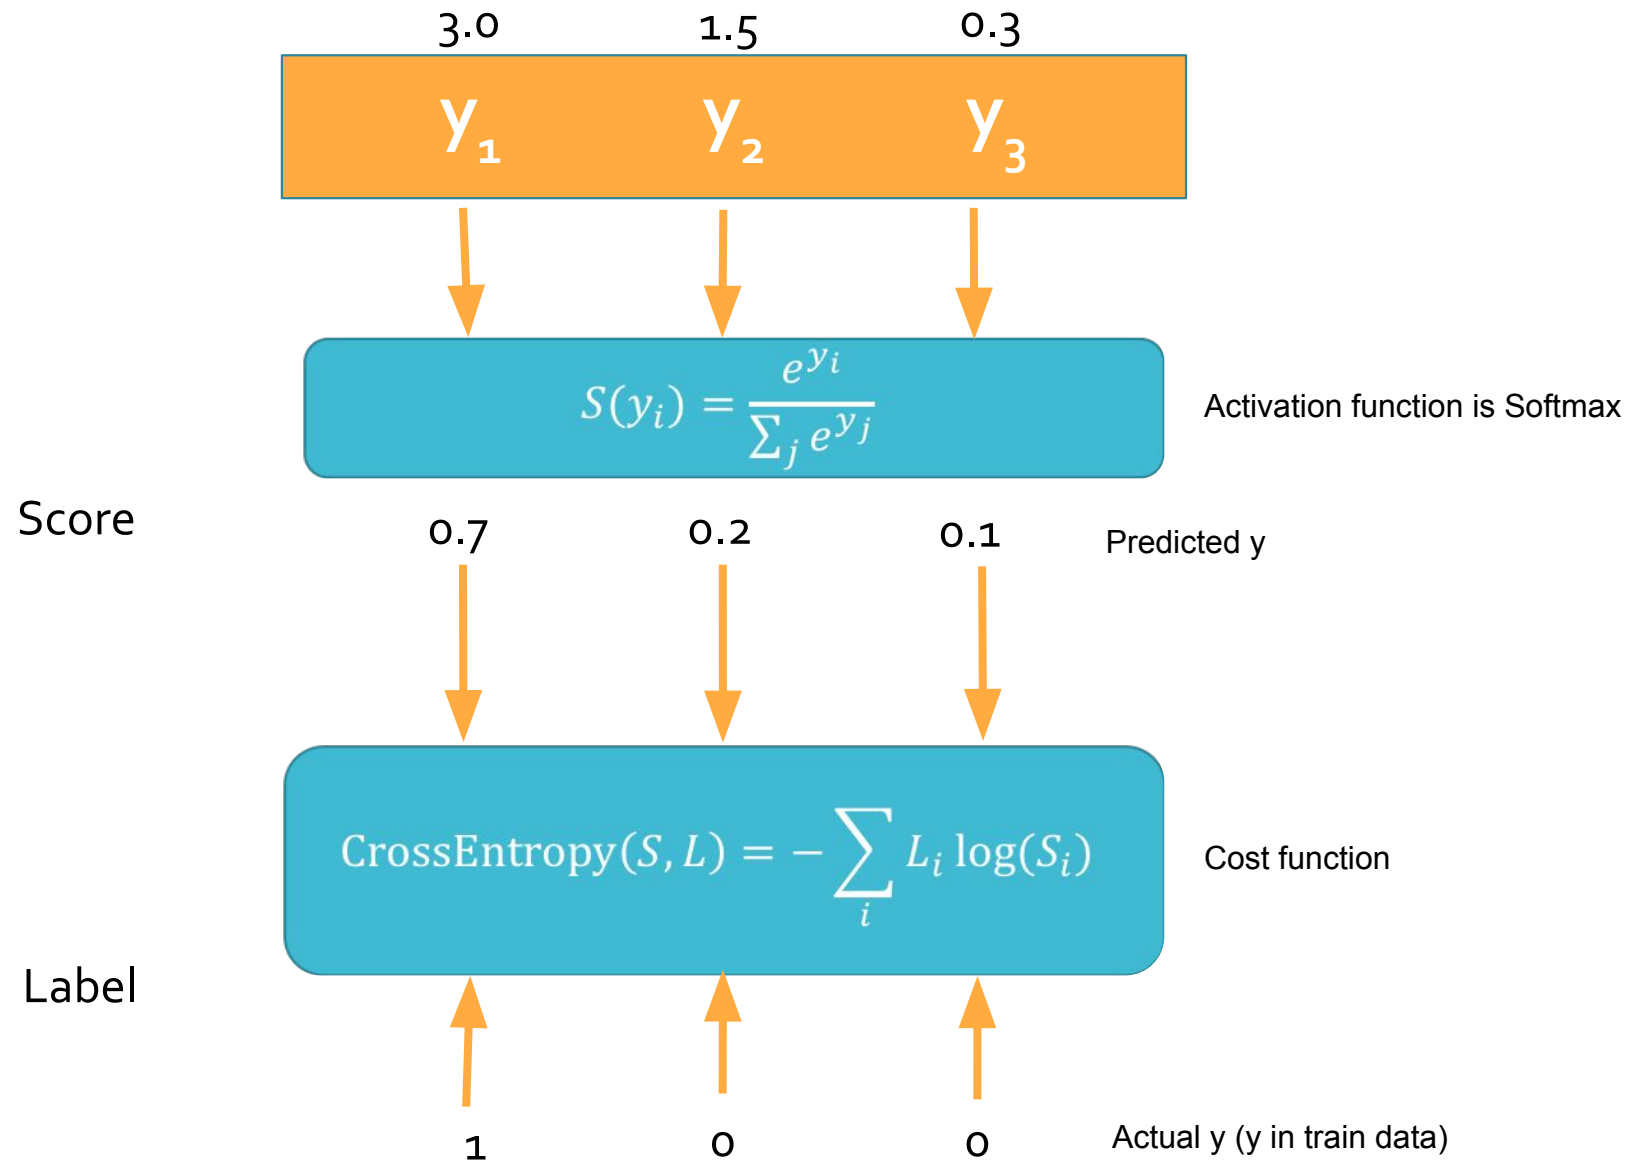 3.0 1.5 0.3
y₁ y₂ y₃
S(yᵢ) = e^{yᵢ} / ∑ⱼ e^{yⱼ}
Activation function is Softmax
Score
0.7 0.2 0.1
Predicted y
CrossEntropy(S, L) = − ∑ᵢ Lᵢ log(Sᵢ)
Cost function
Label
1 0 0
Actual y (y in train data)